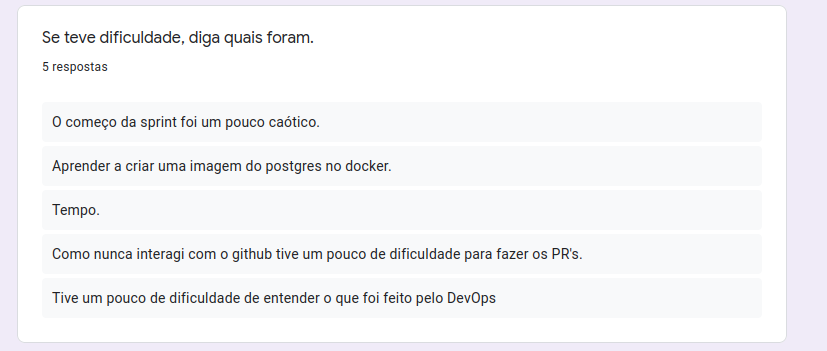 Se teve dificuldade, diga quais foram.
5 respostas
O começo da sprint foi um pouco caótico.
Aprender a criar uma imagem do postgres no docker.
Tempo.
Como nunca interagi com o github tive um pouco de dificuldade para fazer os PR's.
Tive um pouco de dificuldade de entender o que foi feito pelo DevOps